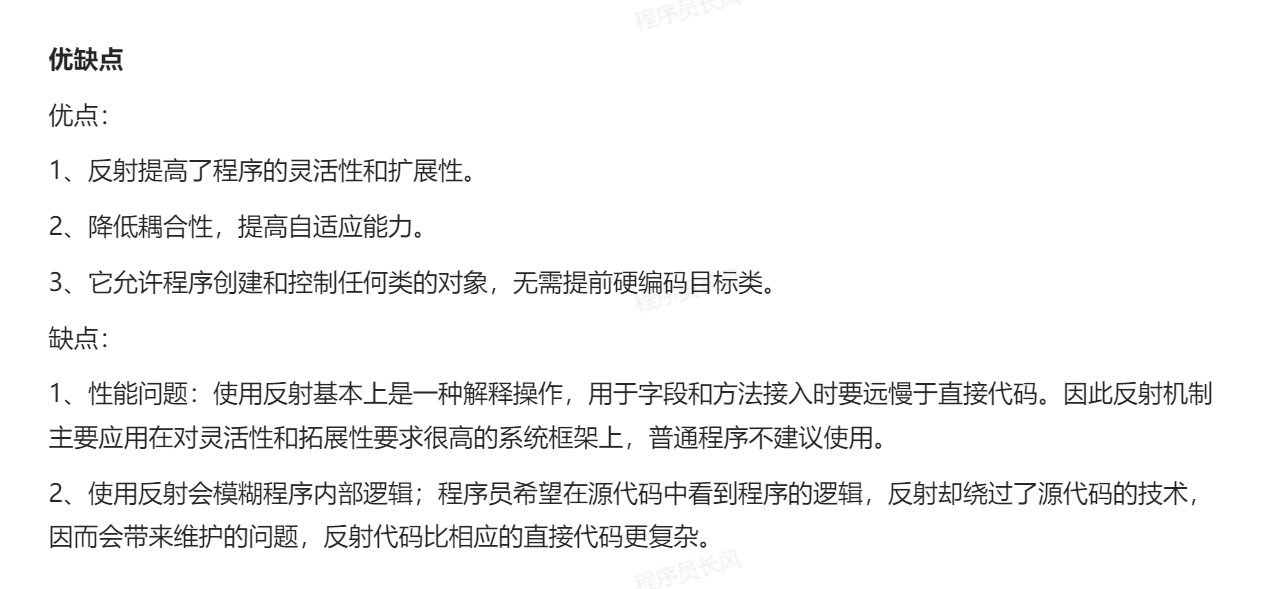 程序员长风
优缺点
优点：
1、反射提高了程序的灵活性和扩展性。
2、降低耦合性，提高自适应能力。
3、它允许程序创建和控制任何类的对象，无需提前硬编码目标类。
程序员
缺点：
1、性能问题：使用反射基本上是一种解释操作，用于字段和方法接入时要远慢于直接代码。因此反射机制
主要应用在对灵活性和拓展性要求很高的系统框架上，普通程序不建议使用。
2、使用反射会模糊程序内部逻辑；程序员希望在源代码中看到程序的逻辑，反射却绕过了源代码的技术，
因而会带来维护的问题，反射代码比相应的直接代码更复杂。
程序员长风